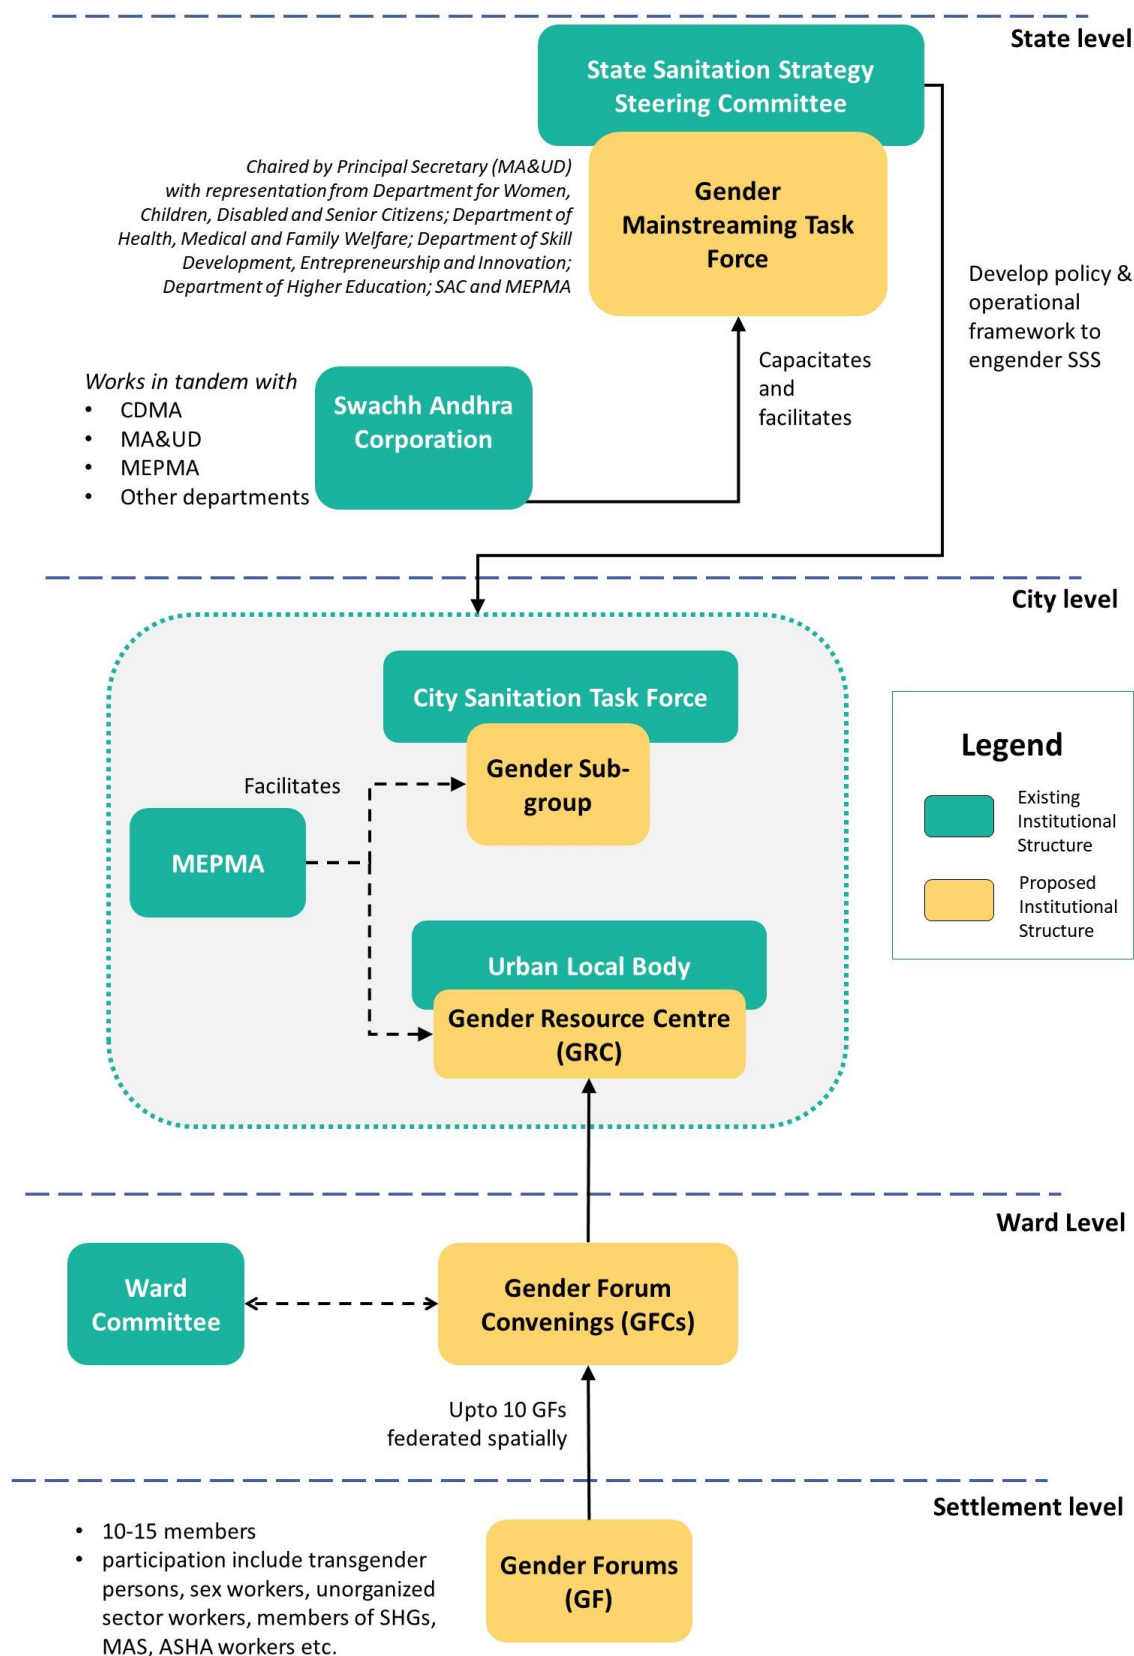 State level
State Sanitation Strategy
Steering Committee
Chaired by Principal Secretary (MA&UD)
with representation from Department for Women,
Children, Disabled and Senior Citizens; Department of
Health, Medical and Family Welfare; Department of Skill
Development, Entrepreneurship and Innovation;
Department of Higher Education; SAC and MEPMA
Gender
Mainstreaming Task
Force
Develop policy &
operational
framework to
engender SSS
Capacitates
and
facilitates
Works in tandem with
• CDMA
• MA&UD
• MEPMA
• Other departments
Swachh Andhra
Corporation
City level
City Sanitation Task Force
Gender Sub-
group
Facilitates
MEPMA
Urban Local Body
Gender Resource Centre
(GRC)
Legend
Existing
Institutional
Structure
Proposed
Institutional
Structure
Ward Level
Ward
Committee
Gender Forum
Convenings (GFCs)
Upto 10 GFs
federated spatially
Settlement level
• 10-15 members
• participation include transgender
persons, sex workers, unorganized
sector workers, members of SHGs,
MAS, ASHA workers etc.
Gender Forums
(GF)